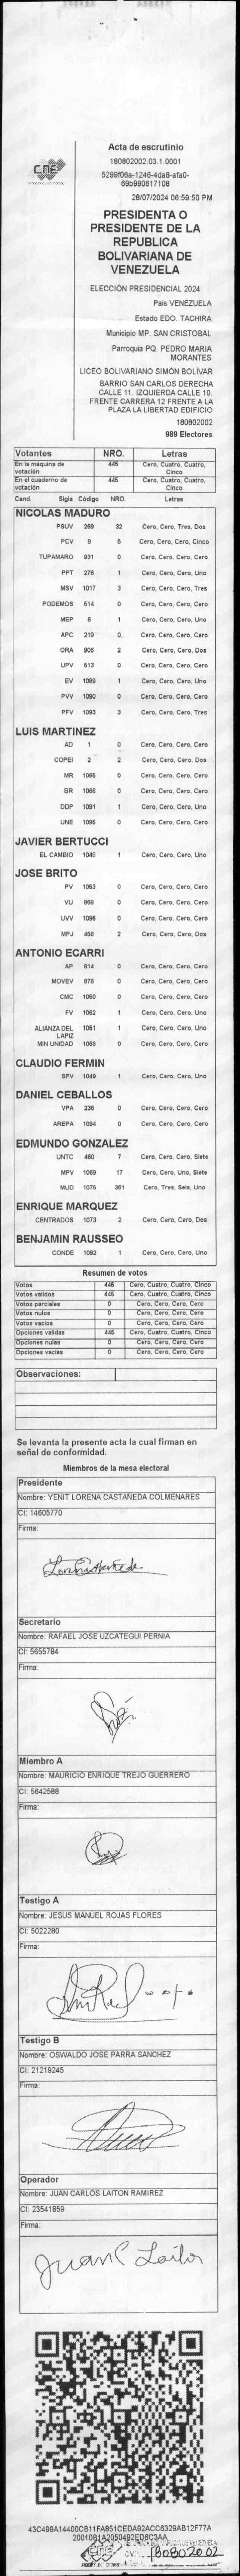 CNE
Acta de escrutinio
180802002.03.1.0001
5299f06a-1246-4da8-afa0-
69b990617108
28/07/2024 06:59:50 PM
PRESIDENTA O
PRESIDENTE DE LA
REPUBLICA
BOLIVARIANA DE
VENEZUELA
ELECCIÓN PRESIDENCIAL 2024
País VENEZUELA
Estado EDO. TACHIRA
Municipio MP. SAN CRISTOBAL
Parroquia PQ. PEDRO MARIA
MORANTES
LICEO BOLIVARIANO SIMÓN BOLIVAR
BARRIO SAN CARLOS DERECHA
CALLE 11. IZQUIERDA CALLE 10.
FRENTE CARRERA 12 FRENTE A LA
PLAZA LA LIBERTAD EDIFICIO
180802002
989 Electores
Votantes NRO. Letras
En la máquina de votación 445 Cero, Cuatro, Cuatro, Cinco
En el cuaderno de votación 445 Cero, Cuatro, Cuatro, Cinco
Cand. Sigla Código NRO. Letras
NICOLAS MADURO
PSUV 269 32 Cero, Cero, Tres, Dos
PCV 9 5 Cero, Cero, Cero, Cinco
TUPAMARO 931 0 Cero, Cero, Cero, Cero
PPT 276 1 Cero, Cero, Cero, Uno
MSV 1017 3 Cero, Cero, Cero, Tres
PODEMOS 514 0 Cero, Cero, Cero, Cero
MEP 6 1 Cero, Cero, Cero, Uno
APC 219 0 Cero, Cero, Cero, Cero
ORA 906 2 Cero, Cero, Cero, Dos
UPV 513 0 Cero, Cero, Cero, Cero
EV 1089 1 Cero, Cero, Cero, Uno
PVV 1090 0 Cero, Cero, Cero, Cero
PFV 1093 3 Cero, Cero, Cero, Tres
LUIS MARTINEZ
AD 1 0 Cero, Cero, Cero, Cero
COPEI 2 2 Cero, Cero, Cero, Dos
MR 1065 0 Cero, Cero, Cero, Cero
BR 1066 0 Cero, Cero, Cero, Cero
DDP 1091 1 Cero, Cero, Cero, Uno
UNE 1095 0 Cero, Cero, Cero, Cero
JAVIER BERTUCCI
EL CAMBIO 1048 1 Cero, Cero, Cero, Uno
JOSE BRITO
PV 1053 0 Cero, Cero, Cero, Cero
VU 868 0 Cero, Cero, Cero, Cero
UVV 1096 0 Cero, Cero, Cero, Cero
MPJ 458 2 Cero, Cero, Cero, Dos
ANTONIO ECARRI
AP 814 0 Cero, Cero, Cero, Cero
MOVEV 878 0 Cero, Cero, Cero, Cero
CMC 1050 0 Cero, Cero, Cero, Cero
FV 1062 1 Cero, Cero, Cero, Uno
ALIANZA DEL LAPIZ 1051 1 Cero, Cero, Cero, Uno
MIN UNIDAD 1068 0 Cero, Cero, Cero, Cero
CLAUDIO FERMIN
SPV 1049 1 Cero, Cero, Cero, Uno
DANIEL CEBALLOS
VPA 236 0 Cero, Cero, Cero, Cero
AREPA 1094 0 Cero, Cero, Cero, Cero
EDMUNDO GONZALEZ
UNTC 460 7 Cero, Cero, Cero, Siete
MPV 1069 17 Cero, Cero, Uno, Siete
MUD 1075 361 Cero, Tres, Seis, Uno
ENRIQUE MARQUEZ
CENTRADOS 1073 2 Cero, Cero, Cero, Dos
BENJAMIN RAUSSEO
CONDE 1092 1 Cero, Cero, Cero, Uno
Resumen de votos
Votos 445 Cero, Cuatro, Cuatro, Cinco
Votos validos 445 Cero, Cuatro, Cuatro, Cinco
Votos parciales 0 Cero, Cero, Cero, Cero
Votos nulos 0 Cero, Cero, Cero, Cero
Votos vacios 0 Cero, Cero, Cero, Cero
Opciones validas 445 Cero, Cuatro, Cuatro, Cinco
Opciones nulas 0 Cero, Cero, Cero, Cero
Opciones vacias 0 Cero, Cero, Cero, Cero
Observaciones:
Se levanta la presente acta la cual firman en
señal de conformidad.
Miembros de la mesa electoral
Presidente
Nombre: YENIT LORENA CASTAÑEDA COLMENARES
CI: 14605770
Firma:
Secretario
Nombre: RAFAEL JOSE UZCATEGUI PERNIA
CI: 5655784
Firma:
Miembro A
Nombre: MAURICIO ENRIQUE TREJO GUERRERO
CI: 5642588
Firma:
Testigo A
Nombre: JESUS MANUEL ROJAS FLORES
CI: 5022280
Firma:
Testigo B
Nombre: OSWALDO JOSE PARRA SANCHEZ
CI: 21219245
Firma:
Operador
Nombre: JUAN CARLOS LAITON RAMIREZ
CI: 23541859
Firma:
Juan C Laiton
43C499A14400CB11FA851CEDA92ACC6329AB12F77A
20010B1A2050492ED8C3AA
CNE
180802002